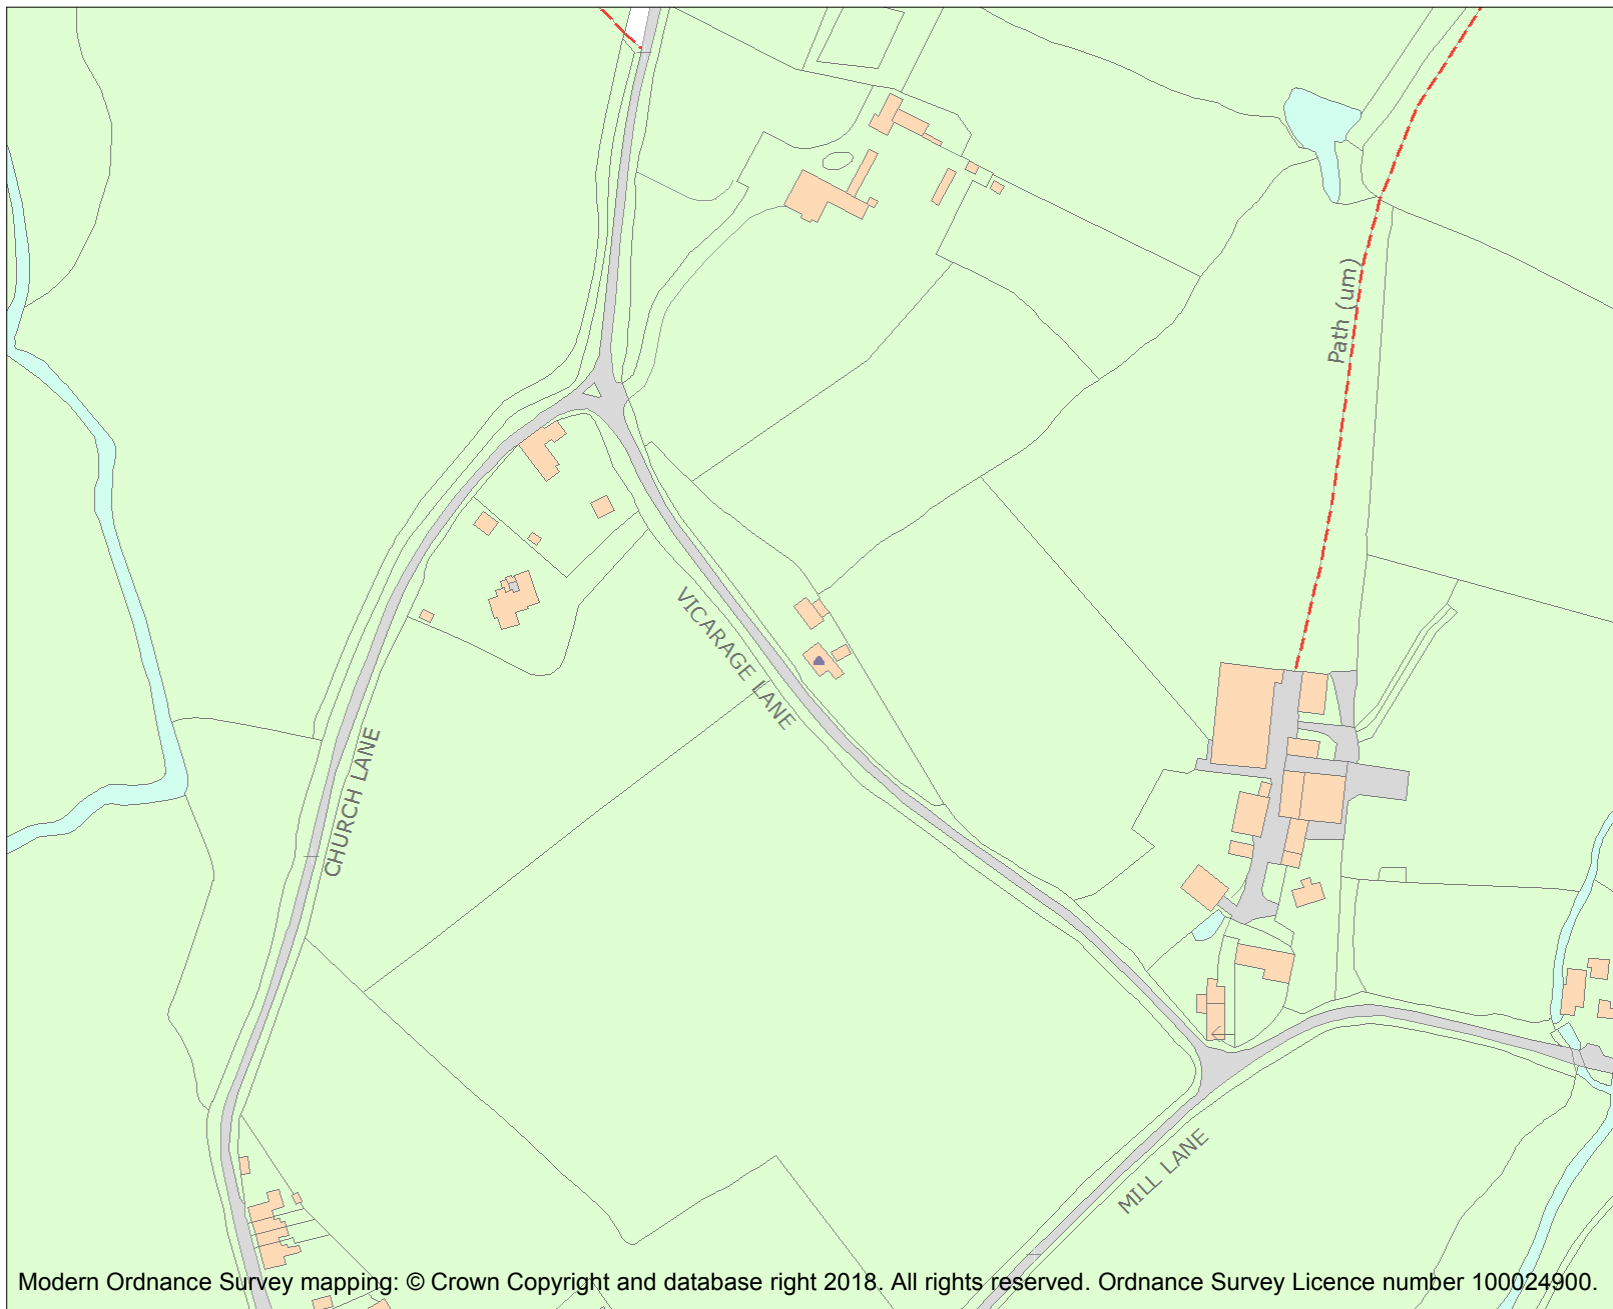 Path (um)
VICARAGE LANE
CHURCH LANE
MILL LANE
Modern Ordnance Survey mapping: © Crown Copyright and database right 2018. All rights reserved. Ordnance Survey Licence number 100024900.